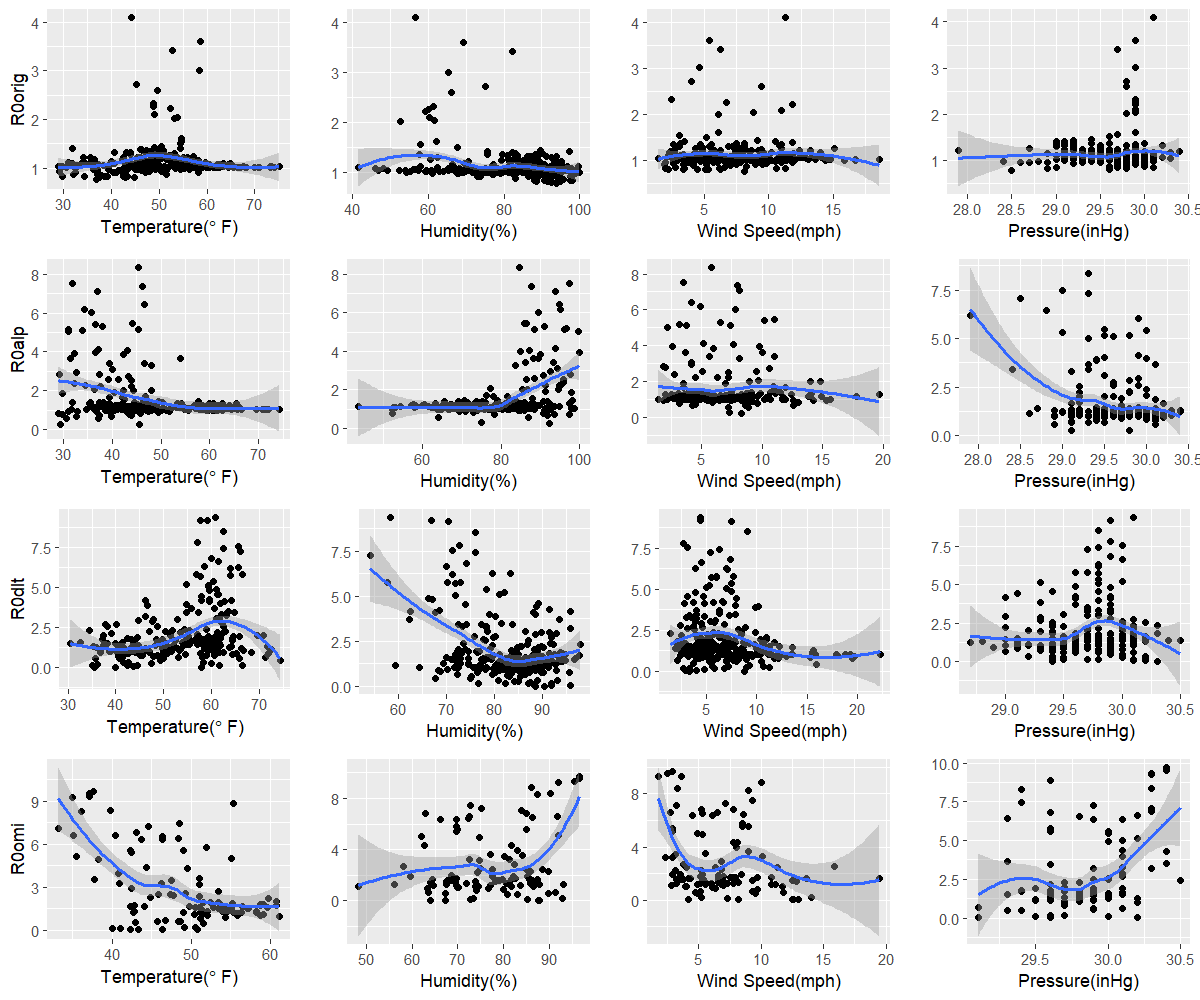 4 4 4 4
3 3 3 3
R0orig
2 2 2 2
1 1 1 1
30 40 50 60 70 40 60 80 100 5 10 15 28.0 28.5 29.0 29.5 30.0 30.5
Temperature(° F) Humidity(%) Wind Speed(mph) Pressure(inHg)
8 8 8 7.5
6 6 6
R0alp
5.0
4 4 4
2 2 2 2.5
0 0 0 0.0
30 40 50 60 70 60 80 100 5 10 15 20 28.0 28.5 29.0 29.5 30.0 30.5
Temperature(° F) Humidity(%) Wind Speed(mph) Pressure(inHg)
7.5 7.5 7.5 7.5
R0dlt
5.0 5.0 5.0 5.0
2.5 2.5 2.5 2.5
0.0 0.0 0.0 0.0
30 40 50 60 70 60 70 80 90 5 10 15 20 29.0 29.5 30.0 30.5
Temperature(° F) Humidity(%) Wind Speed(mph) Pressure(inHg)
9 8 8 10.0
7.5
R0omi
6 4 4 5.0
3 2.5
0 0 0 0.0
40 50 60 50 60 70 80 90 5 10 15 20 29.5 30.0 30.5
Temperature(° F) Humidity(%) Wind Speed(mph) Pressure(inHg)